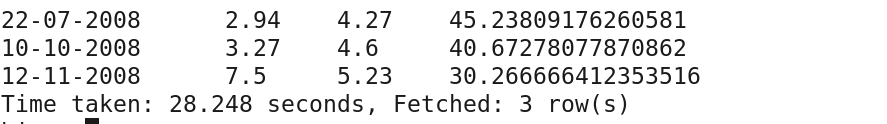 22-07-2008 2.94 4.27 45.23809176260581
10-10-2008 3.27 4.6 40.67278077870862
12-11-2008 7.5 5.23 30.266666412353516
Time taken: 28.248 seconds, Fetched: 3 row(s)